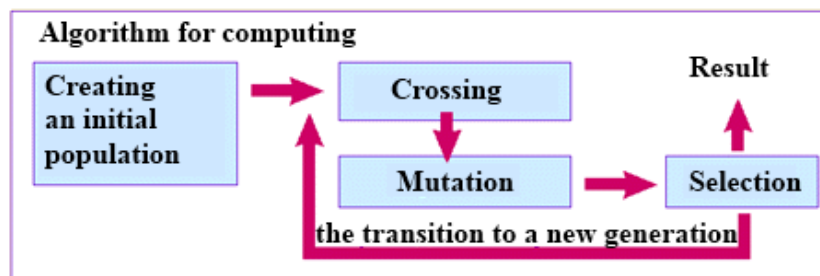 Algorithm for computing
Creating
an initial
population
Crossing
Mutation
Selection
Result
the transition to a new generation